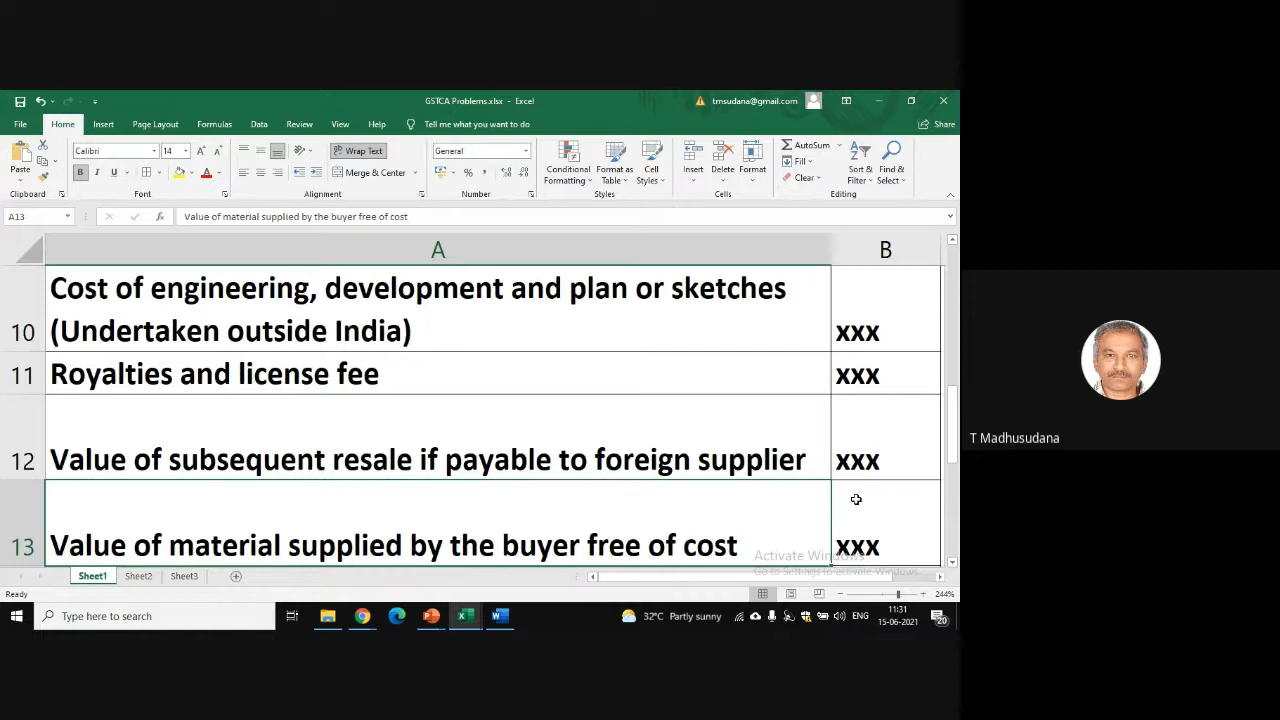 GSTCA Problems.xlsx - Excel
tmsudana@gmail.com
File Home Insert Page Layout Formulas Data Review View Help Tell me what you want to do Share
Paste
Clipboard
Calibri 14
B I U
Font
Wrap Text
Merge & Center
Alignment
General
Number
Conditional Formatting
Format as Table
Cell Styles
Styles
Insert Delete Format
Cells
AutoSum
Fill
Clear
Sort & Filter
Find & Select
Editing
A13 fx Value of material supplied by the buyer free of cost
A B
Cost of engineering, development and plan or sketches
10 (Undertaken outside India) xxx
11 Royalties and license fee xxx
12 Value of subsequent resale if payable to foreign supplier xxx
13 Value of material supplied by the buyer free of cost xxx
Activate Windows
Go to Settings to activate Windows.
Sheet1 Sheet2 Sheet3
Ready 244%
Type here to search
32°C Partly sunny
ENG
11:31
15-06-2021
20
T Madhusudana